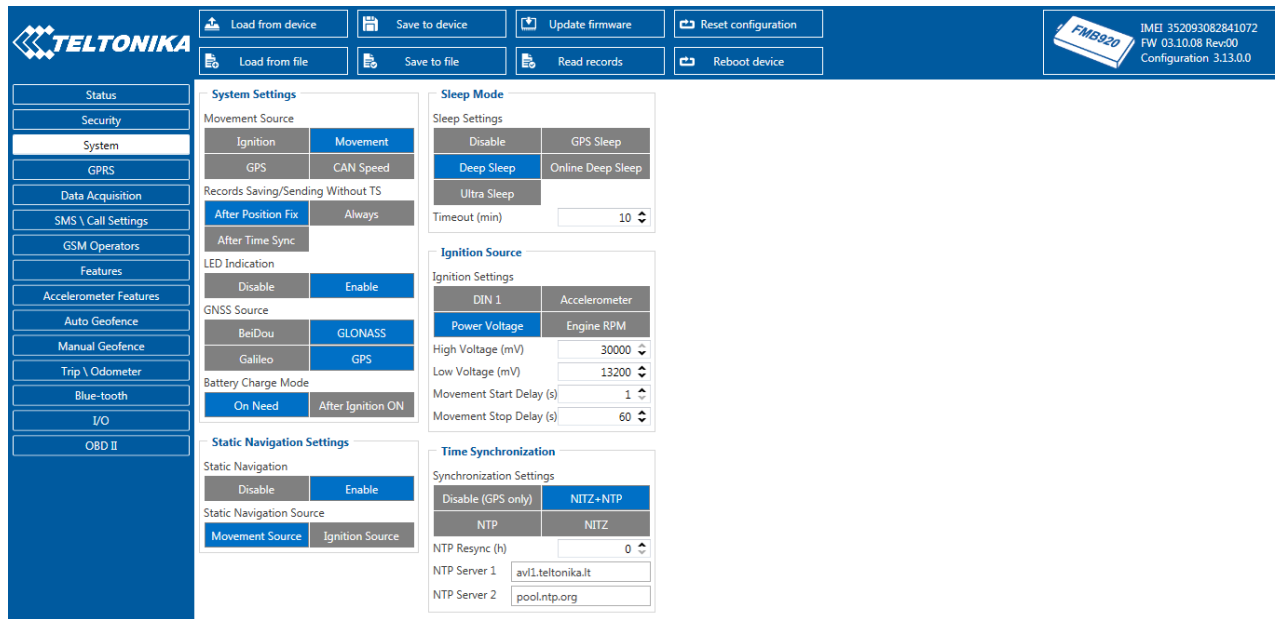 TELTONIKA
Load from device
Save to device
Update firmware
Reset configuration
Load from file
Save to file
Read records
Reboot device
FMB920
IMEI 352093082841072
FW 03.10.08 Rev:00
Configuration 3.13.0.0
Status
Security
System
GPRS
Data Acquisition
SMS \ Call Settings
GSM Operators
Features
Accelerometer Features
Auto Geofence
Manual Geofence
Trip \ Odometer
Blue-tooth
I/O
OBD II
System Settings
Movement Source
Ignition Movement
GPS CAN Speed
Records Saving/Sending Without TS
After Position Fix Always
After Time Sync
LED Indication
Disable Enable
GNSS Source
BeiDou GLONASS
Galileo GPS
Battery Charge Mode
On Need After Ignition ON
Static Navigation Settings
Static Navigation
Disable Enable
Static Navigation Source
Movement Source Ignition Source
Sleep Mode
Sleep Settings
Disable GPS Sleep
Deep Sleep Online Deep Sleep
Ultra Sleep
Timeout (min) 10
Ignition Source
Ignition Settings
DIN 1 Accelerometer
Power Voltage Engine RPM
High Voltage (mV) 30000
Low Voltage (mV) 13200
Movement Start Delay (s) 1
Movement Stop Delay (s) 60
Time Synchronization
Synchronization Settings
Disable (GPS only) NITZ+NTP
NTP NITZ
NTP Resync (h) 0
NTP Server 1 avl1.teltonika.lt
NTP Server 2 pool.ntp.org